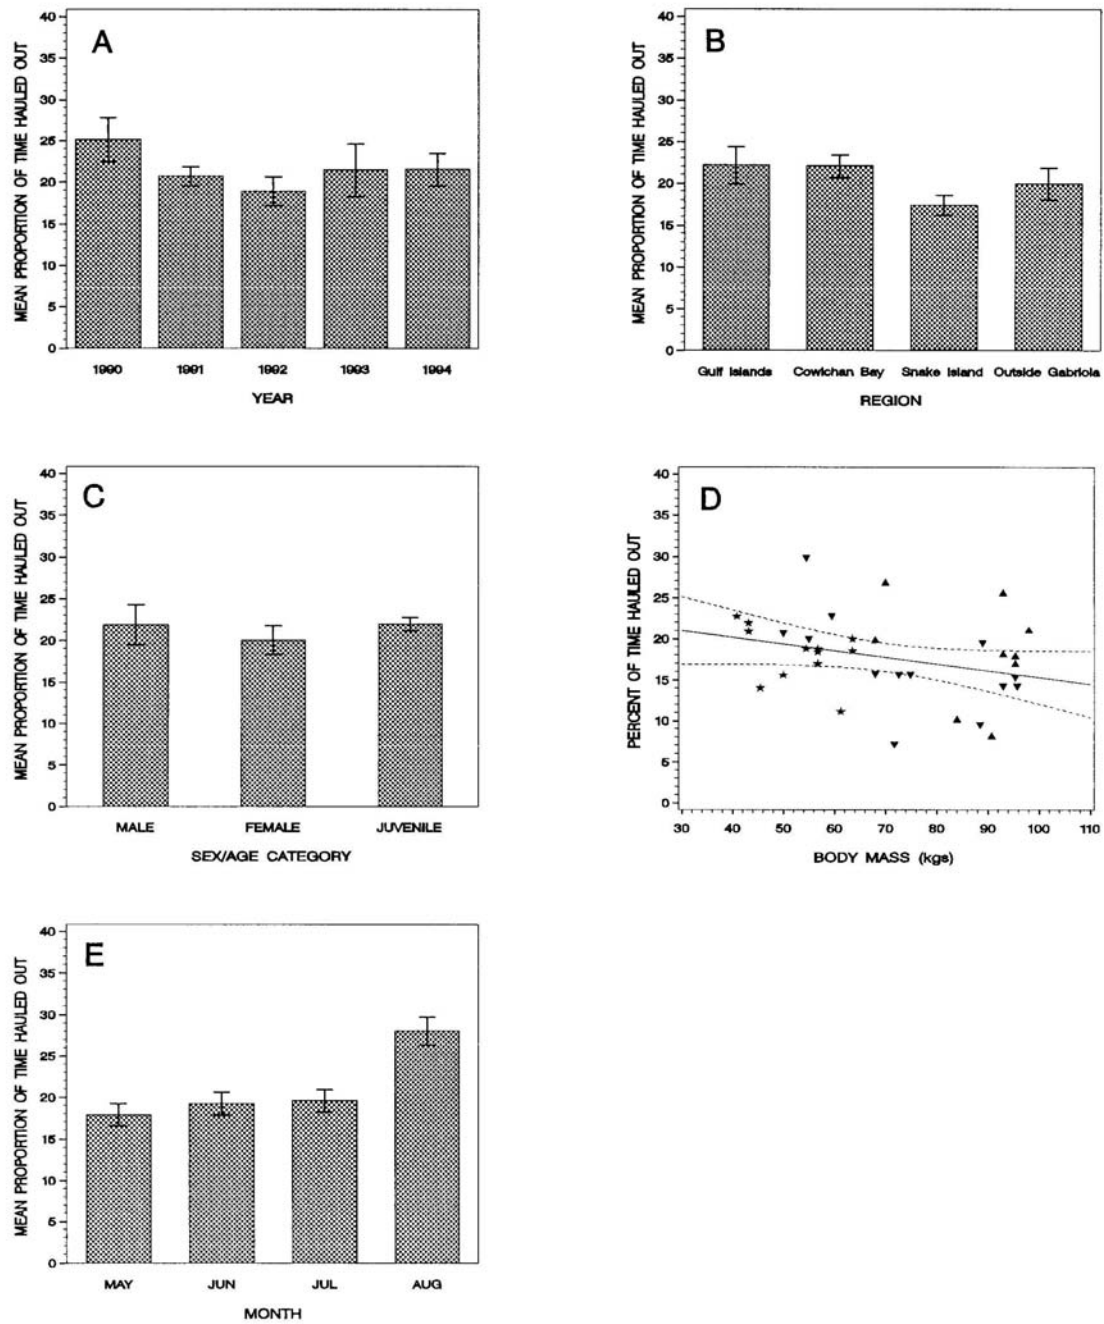 A
MEAN PROPORTION OF TIME HAULED OUT
40
35
30
25
20
15
10
5
0
1990 1991 1992 1993 1994
YEAR
B
MEAN PROPORTION OF TIME HAULED OUT
40
35
30
25
20
15
10
5
0
Gulf Islands Cowichan Bay Snake Island Outside Gabriola
REGION
C
MEAN PROPORTION OF TIME HAULED OUT
40
35
30
25
20
15
10
5
0
MALE FEMALE JUVENILE
SEX/AGE CATEGORY
D
PERCENT OF TIME HAULED OUT
40
35
30
25
20
15
10
5
0
30 40 50 60 70 80 90 100 110
BODY MASS (kgs)
E
MEAN PROPORTION OF TIME HAULED OUT
40
35
30
25
20
15
10
5
0
MAY JUN JUL AUG
MONTH